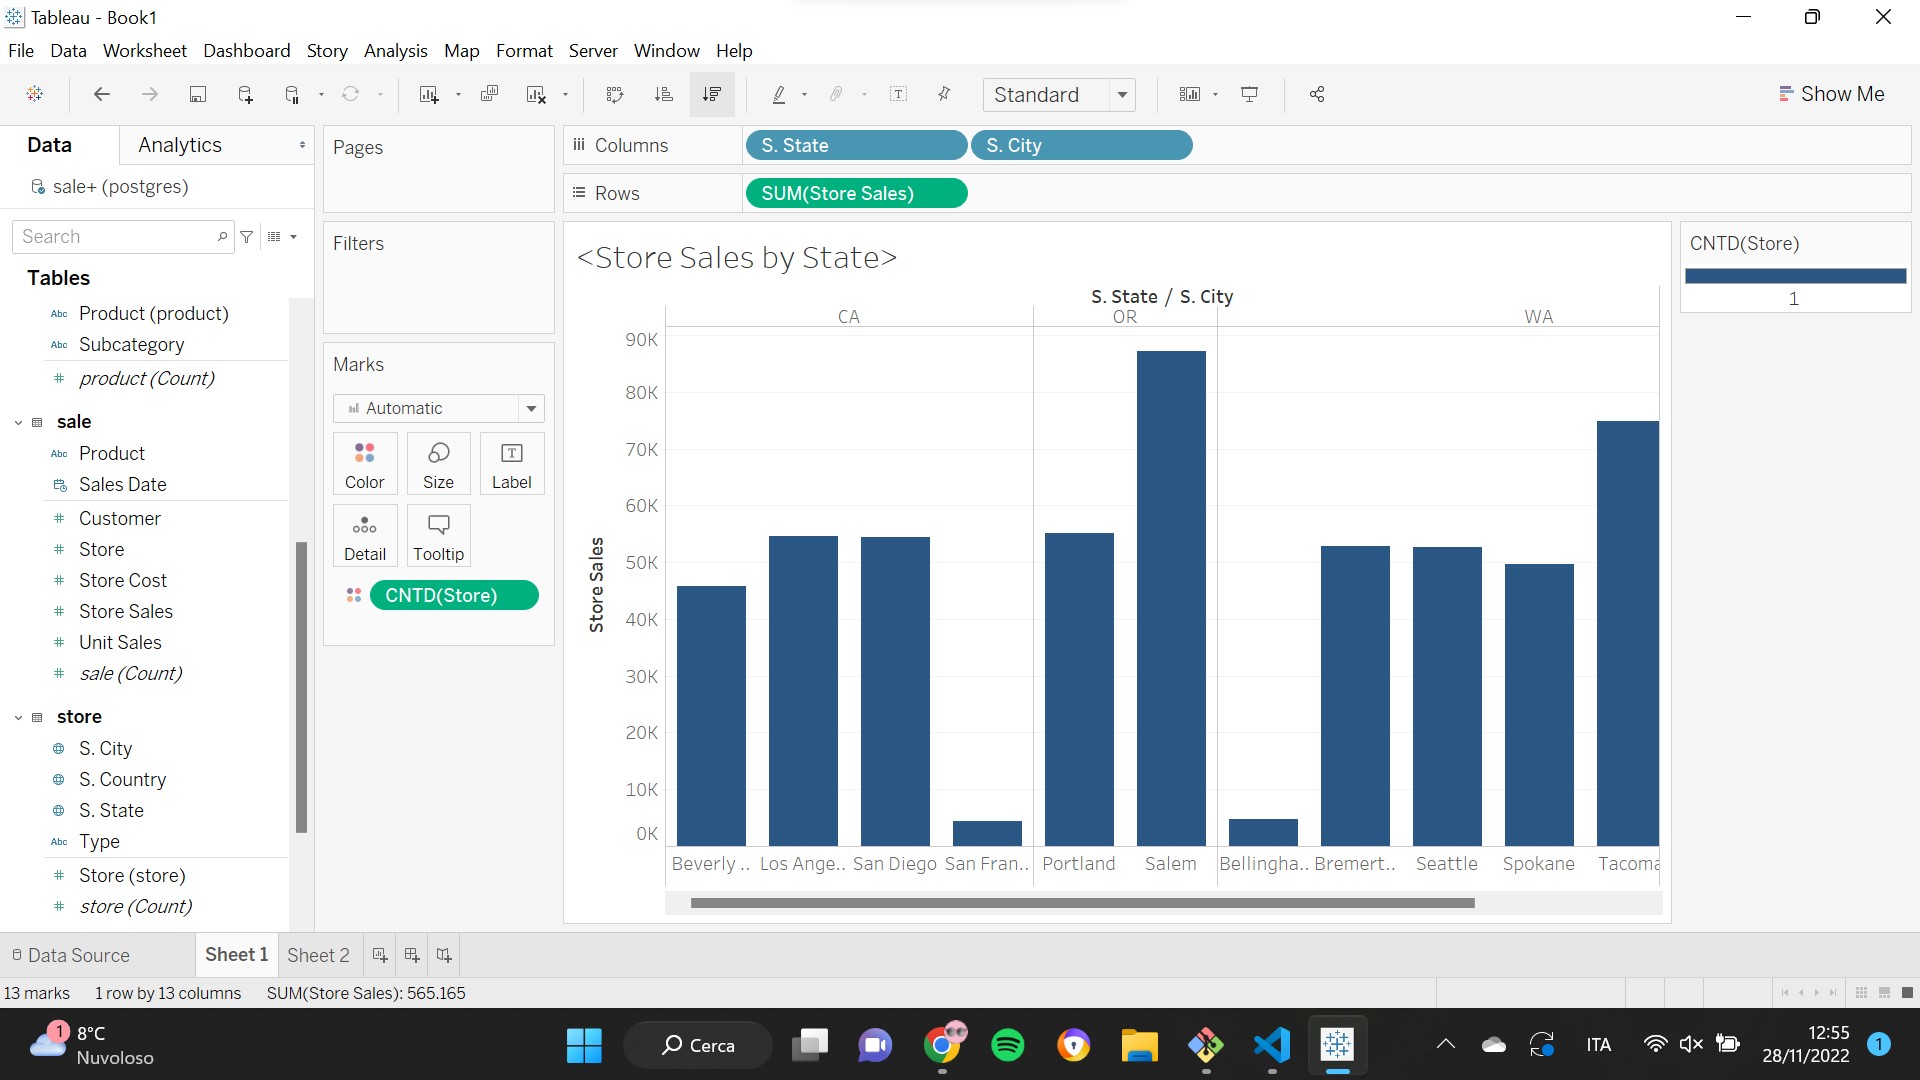 Tableau - Book1
File Data Worksheet Dashboard Story Analysis Map Format Server Window Help
Standard
Show Me
Data
Analytics
Pages
Columns
S. State
S. City
sale+ (postgres)
Rows
SUM(Store Sales)
Search
Filters
<Store Sales by State>
CNTD(Store)
1
Tables
Abc Product (product)
Abc Subcategory
# product (Count)
sale
Abc Product
Sales Date
# Customer
# Store
# Store Cost
# Store Sales
# Unit Sales
# sale (Count)
store
S. City
S. Country
S. State
Abc Type
# Store (store)
# store (Count)
Marks
Automatic
Color
Size
T
Label
Detail
Tooltip
CNTD(Store)
S. State / S. City
CA
OR
WA
90K
80K
70K
60K
50K
40K
30K
20K
10K
0K
Store Sales
Beverly .. Los Ange.. San Diego San Fran.. Portland Salem Bellingha.. Bremert.. Seattle Spokane Tacoma
Data Source
Sheet 1
Sheet 2
13 marks
1 row by 13 columns
SUM(Store Sales): 565.165
1
8°C
Nuvoloso
Cerca
ITA
12:55
28/11/2022
1